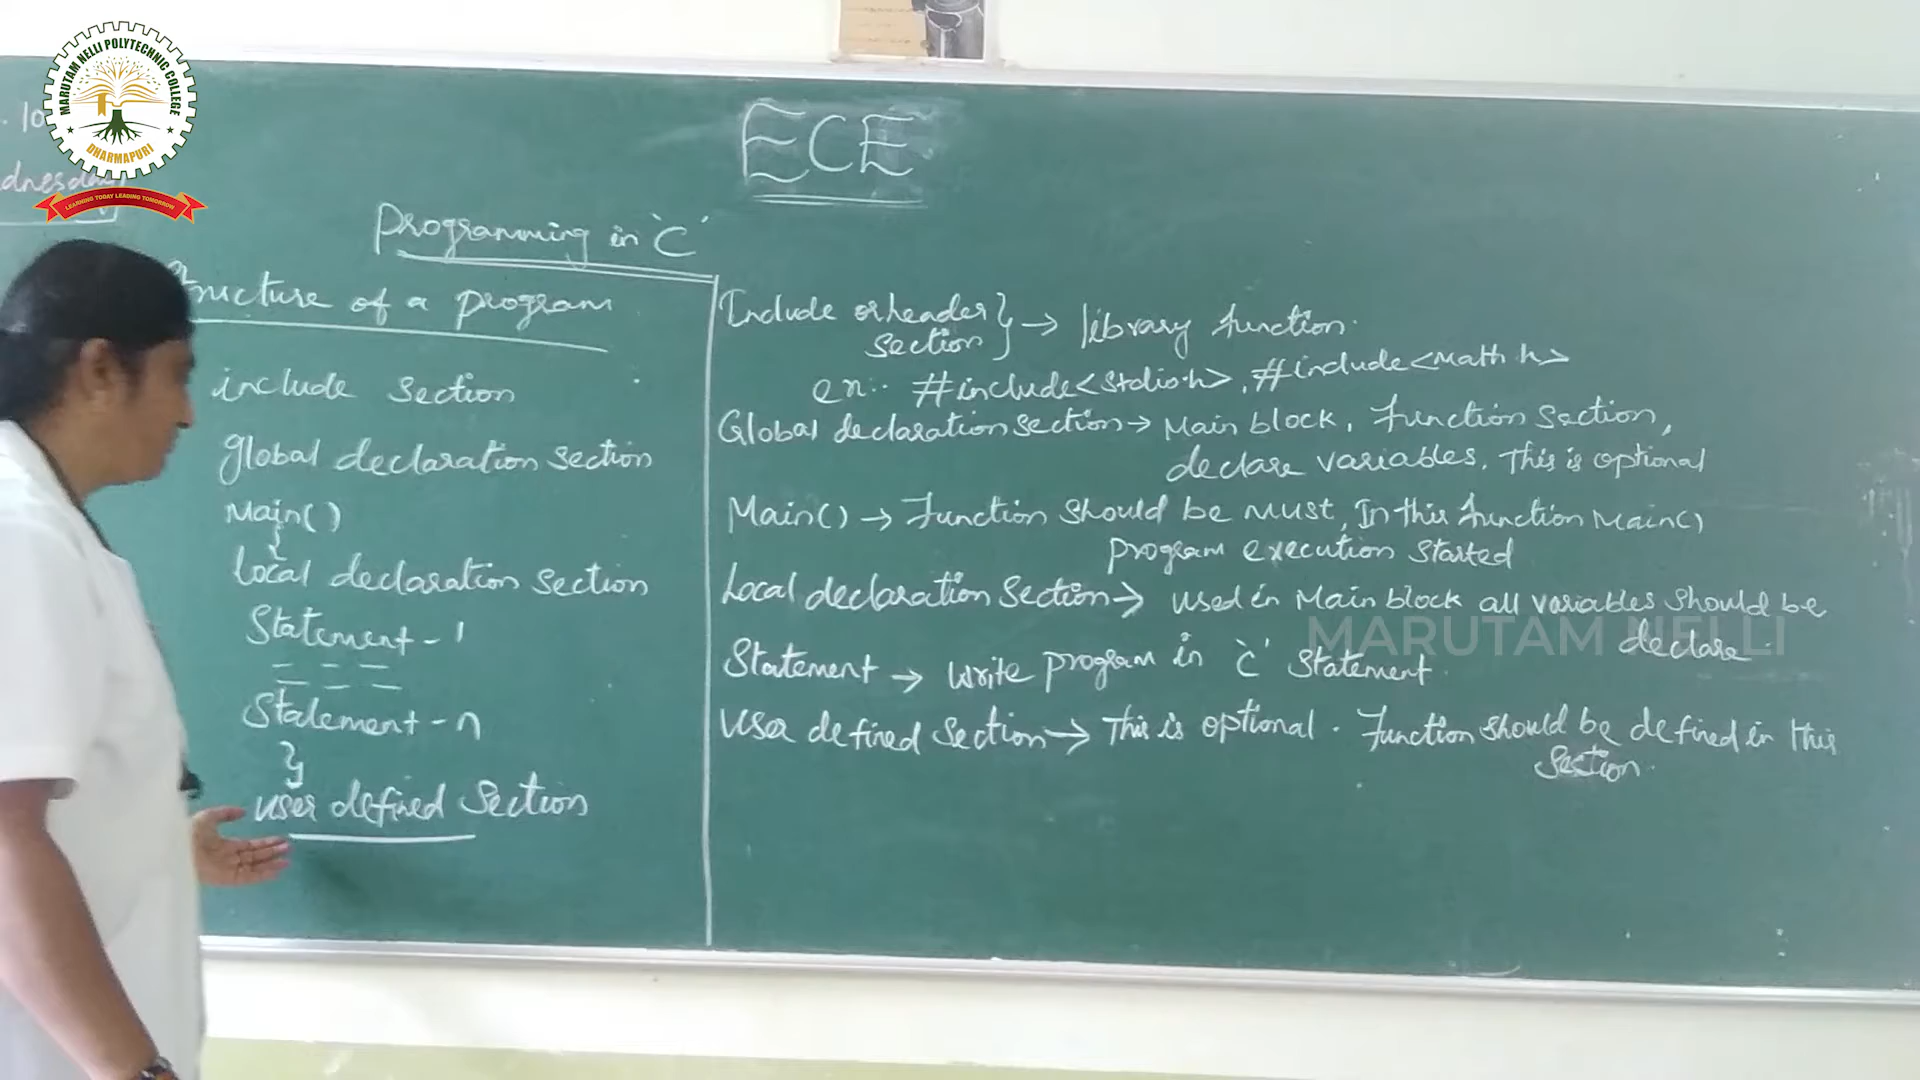 MARUTAM NELLI POLYTECHNIC COLLEGE
DHARMAPURI
LEARNING TODAY LEADING TOMORROW
ECE
Programming in 'C'
Structure of a program
include section
global declaration section
Main()
{
local declaration section
Statement - 1
Statement - n
}
user defined section
Include or header } → library function.
section
ex:- #include<stdio.h>, #include<math.h>
Global declaration section → Main block, Function section,
declare variables. This is optional
Main() → Function should be must, In this function Main()
program execution started
Local declaration section → used in Main block all variables should be
declare.
Statement → write program in 'C' statement.
User defined section → This is optional. Function should be defined in this
section.
MARUTAM NELLI